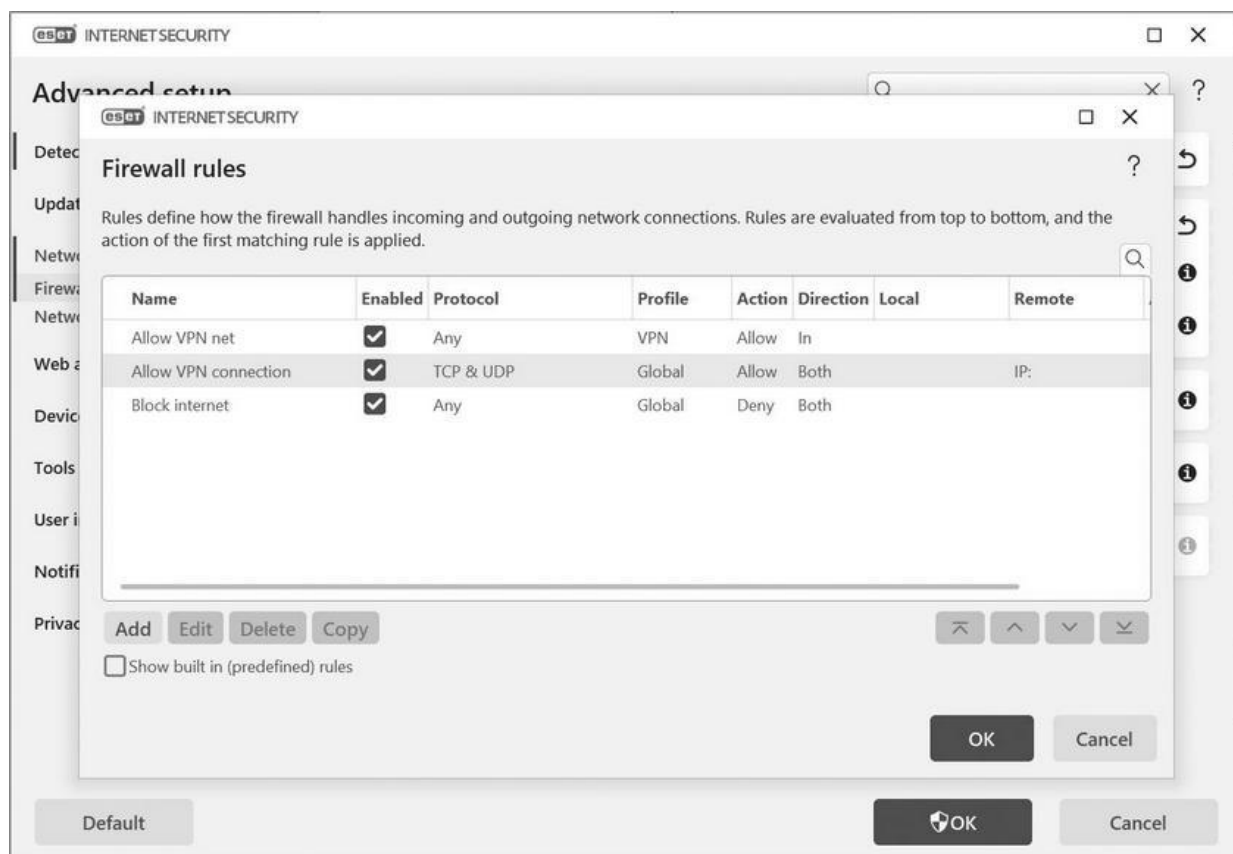 eset INTERNET SECURITY
Advanced setup
eset INTERNET SECURITY
Detec
Firewall rules
Updat
Rules define how the firewall handles incoming and outgoing network connections. Rules are evaluated from top to bottom, and the
action of the first matching rule is applied.
Netwo
Firewa
Netwo
Name Enabled Protocol Profile Action Direction Local Remote
Allow VPN net Any VPN Allow In
Web a
Allow VPN connection TCP & UDP Global Allow Both IP:
Block internet Any Global Deny Both
Devic
Tools
User i
Notifi
Privac
Add Edit Delete Copy
Show built in (predefined) rules
OK Cancel
Default OK Cancel